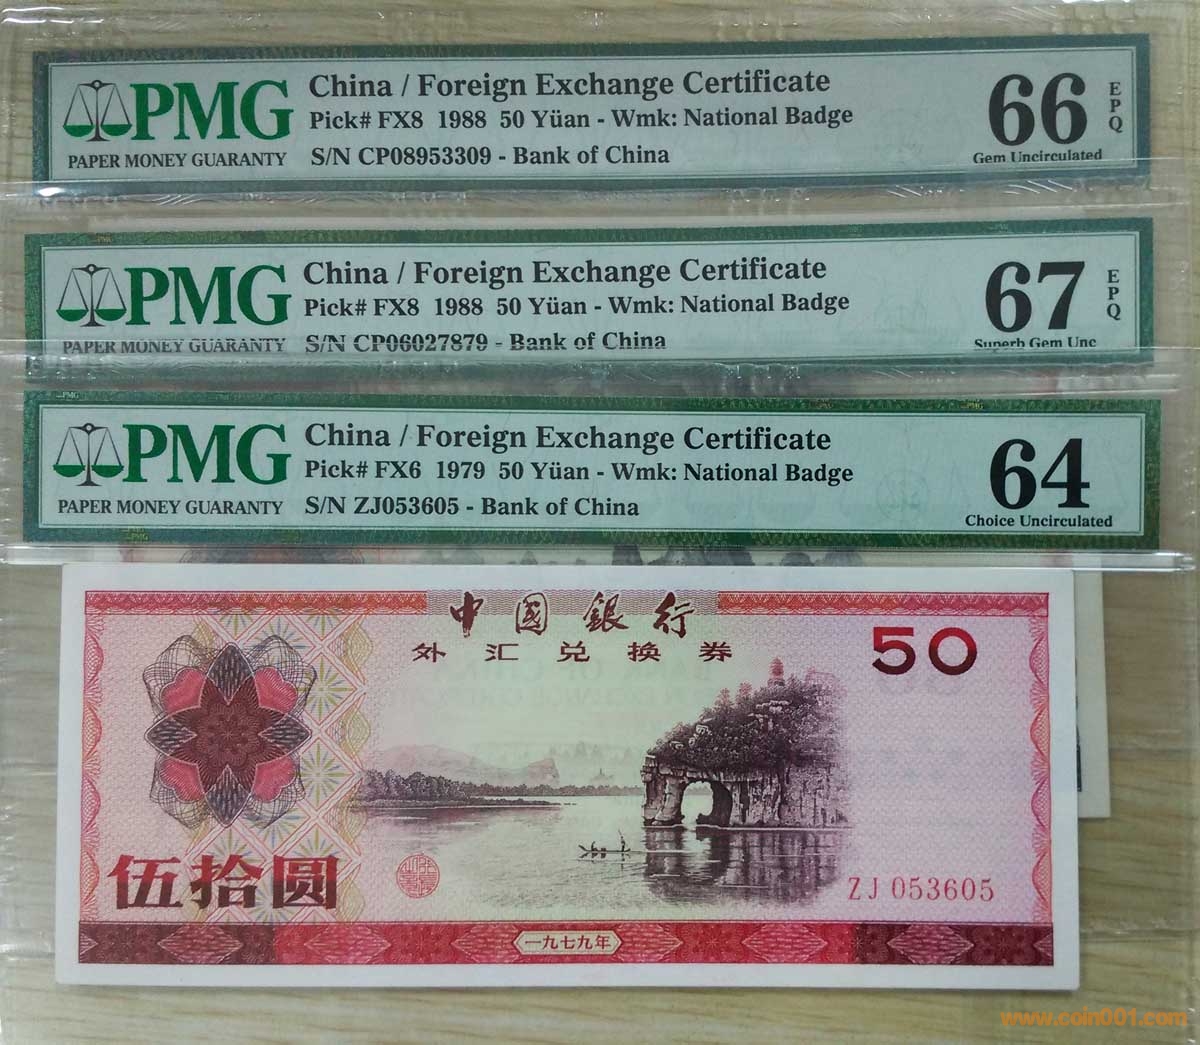 PMG
PAPER MONEY GUARANTY
China / Foreign Exchange Certificate
Pick# FX8 1988 50 Yüan - Wmk: National Badge
S/N CP08953309 - Bank of China
66
EPQ
Gem Uncirculated
PMG
PAPER MONEY GUARANTY
China / Foreign Exchange Certificate
Pick# FX8 1988 50 Yüan - Wmk: National Badge
S/N CP06027879 - Bank of China
67
EPQ
Superb Gem Unc
PMG
PAPER MONEY GUARANTY
China / Foreign Exchange Certificate
Pick# FX6 1979 50 Yüan - Wmk: National Badge
S/N ZJ053605 - Bank of China
64
Choice Uncirculated
中國銀行
外汇兑换券
50
伍拾圆
ZJ 053605
一九七九年
www.coin001.com